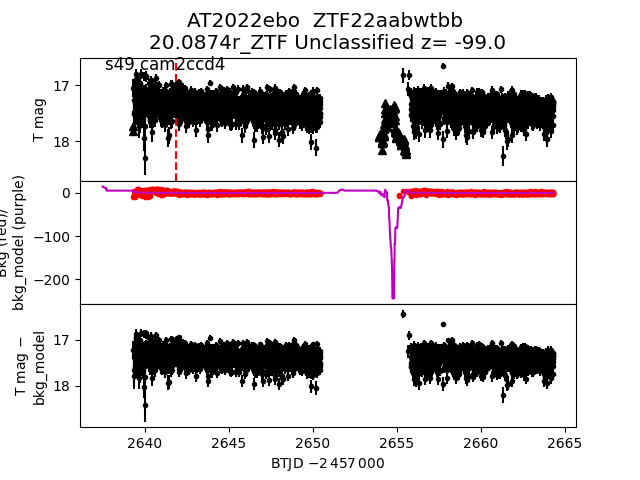 AT2022ebo  ZTF22aabwtbb
20.0874r_ZTF Unclassified z= -99.0
s49 cam2ccd4
17
18
T mag
0
−100
−200
Bkg (red)/
bkg_model (purple)
17
18
T mag −
bkg_model
2640 2645 2650 2655 2660 2665
BTJD −2 457 000